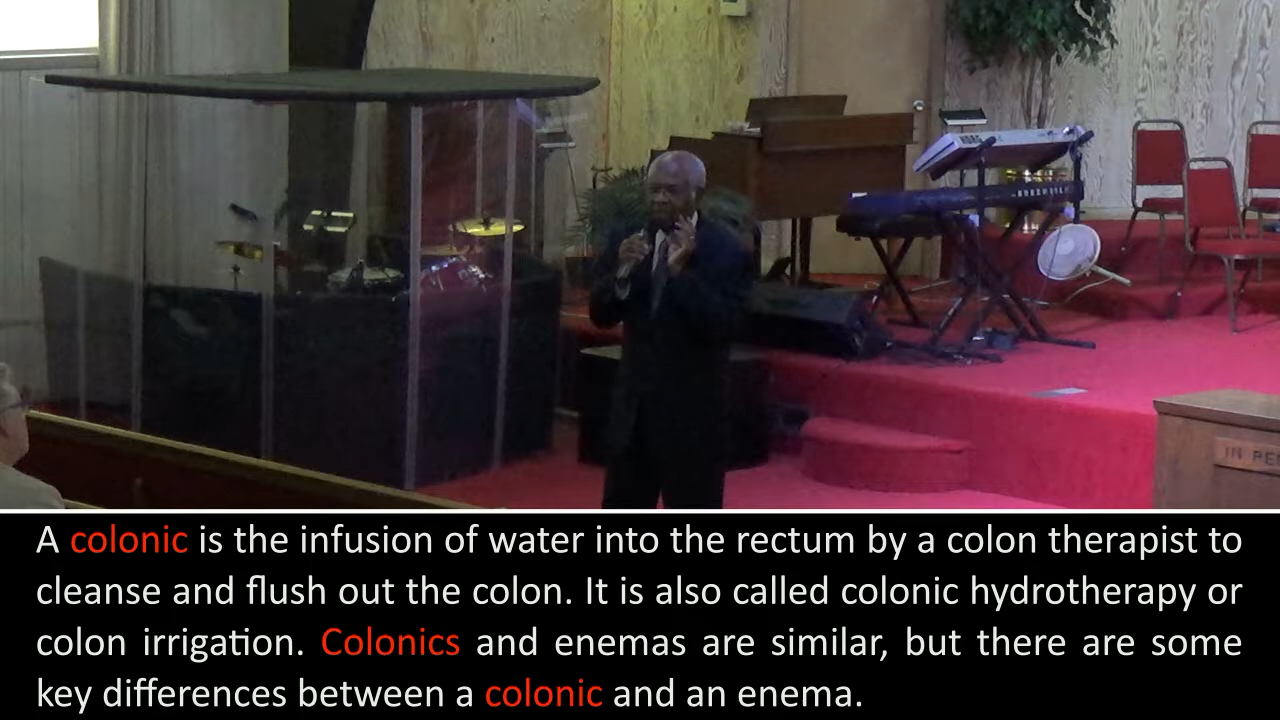 IN RE
A colonic is the infusion of water into the rectum by a colon therapist to
cleanse and flush out the colon. It is also called colonic hydrotherapy or
colon irrigation. Colonics and enemas are similar, but there are some
key differences between a colonic and an enema.